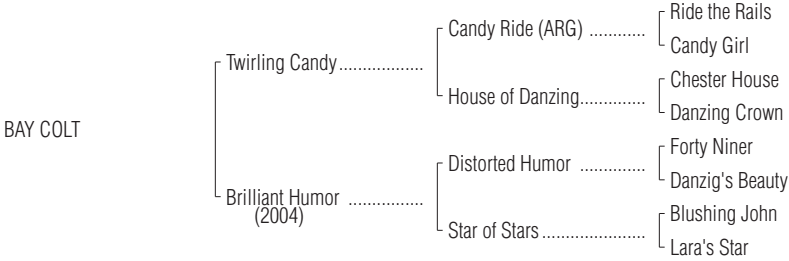 Ride the Rails
Candy Ride (ARG) ............
Candy Girl
Twirling Candy..................
Chester House
House of Danzing..............
Danzing Crown
BAY COLT
Forty Niner
Distorted Humor ..............
Danzig's Beauty
Brilliant Humor ................
(2004)
Blushing John
Star of Stars......................
Lara's Star